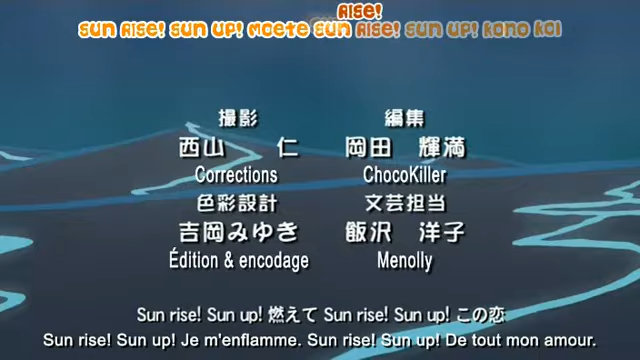 RISE!
SUN RISE! SUN UP! MOETE SUN RISE! SUN UP! KONO KOI
撮影 編集
西山 仁 岡田 輝満
Corrections ChocoKiller
色彩設計 文芸担当
吉岡みゆき 飯沢 洋子
Édition & encodage Menolly
Sun rise! Sun up! 燃えて Sun rise! Sun up! この恋
Sun rise! Sun up! Je m'enflamme. Sun rise! Sun up! De tout mon amour.